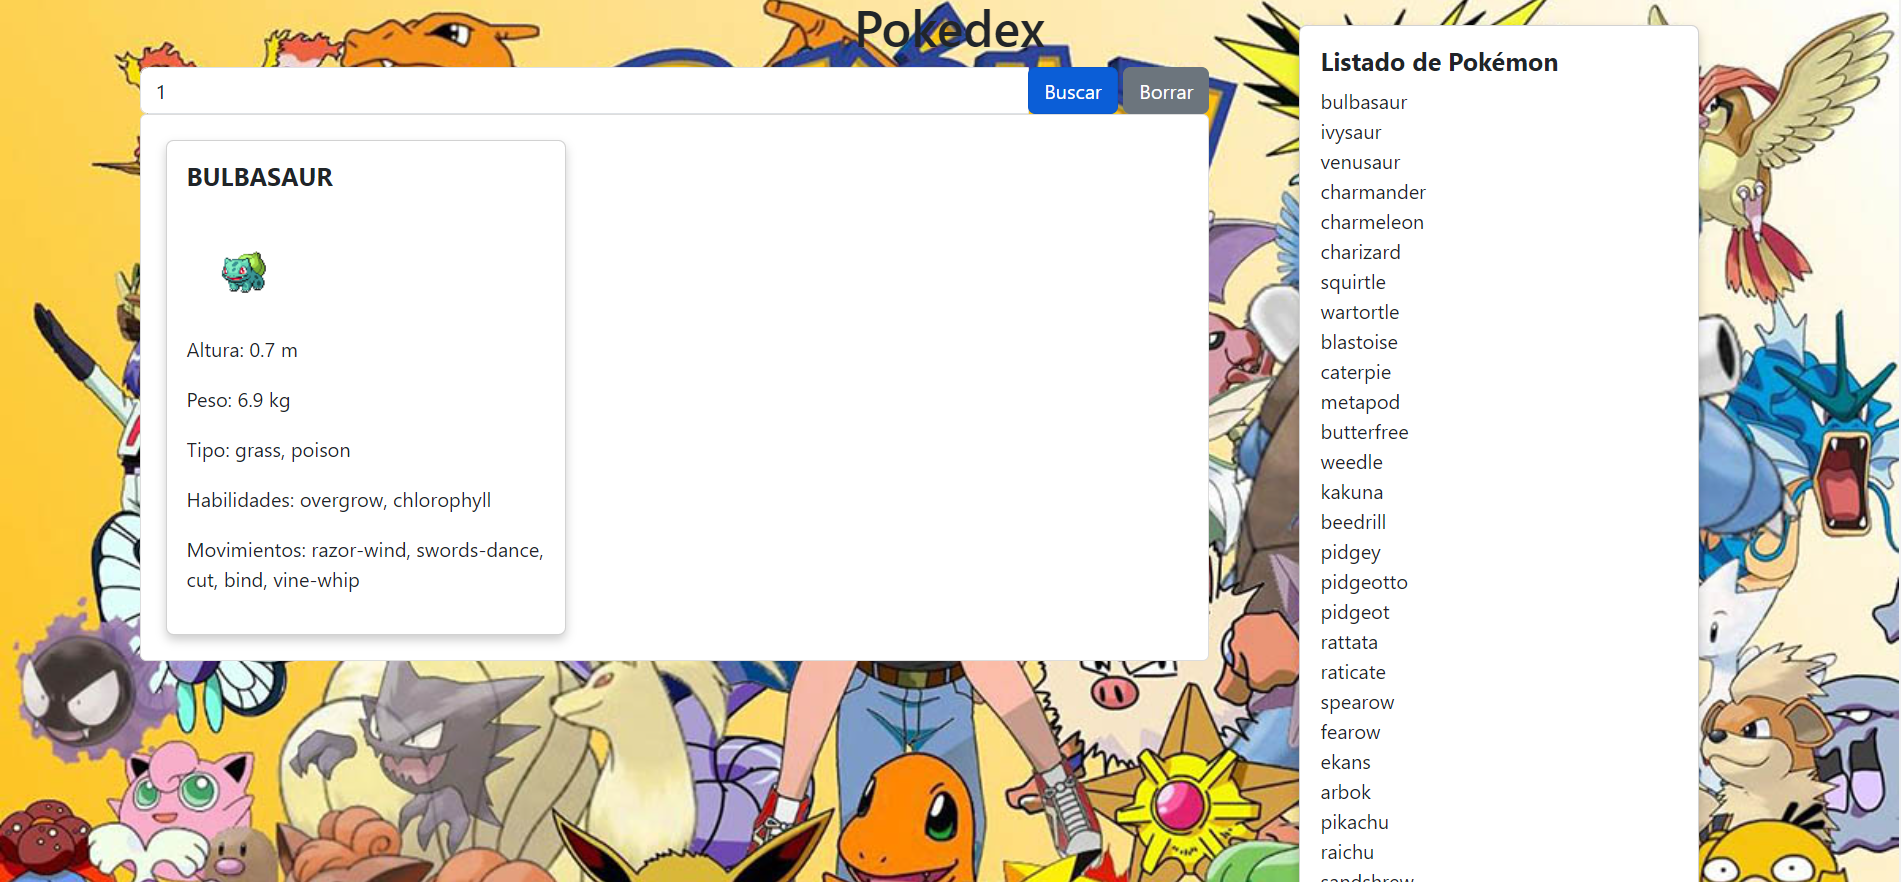 Pokedex
1
Buscar
Borrar
BULBASAUR
Altura: 0.7 m
Peso: 6.9 kg
Tipo: grass, poison
Habilidades: overgrow, chlorophyll
Movimientos: razor-wind, swords-dance,
cut, bind, vine-whip
Listado de Pokémon
bulbasaur
ivysaur
venusaur
charmander
charmeleon
charizard
squirtle
wartortle
blastoise
caterpie
metapod
butterfree
weedle
kakuna
beedrill
pidgey
pidgeotto
pidgeot
rattata
raticate
spearow
fearow
ekans
arbok
pikachu
raichu
sandshrew